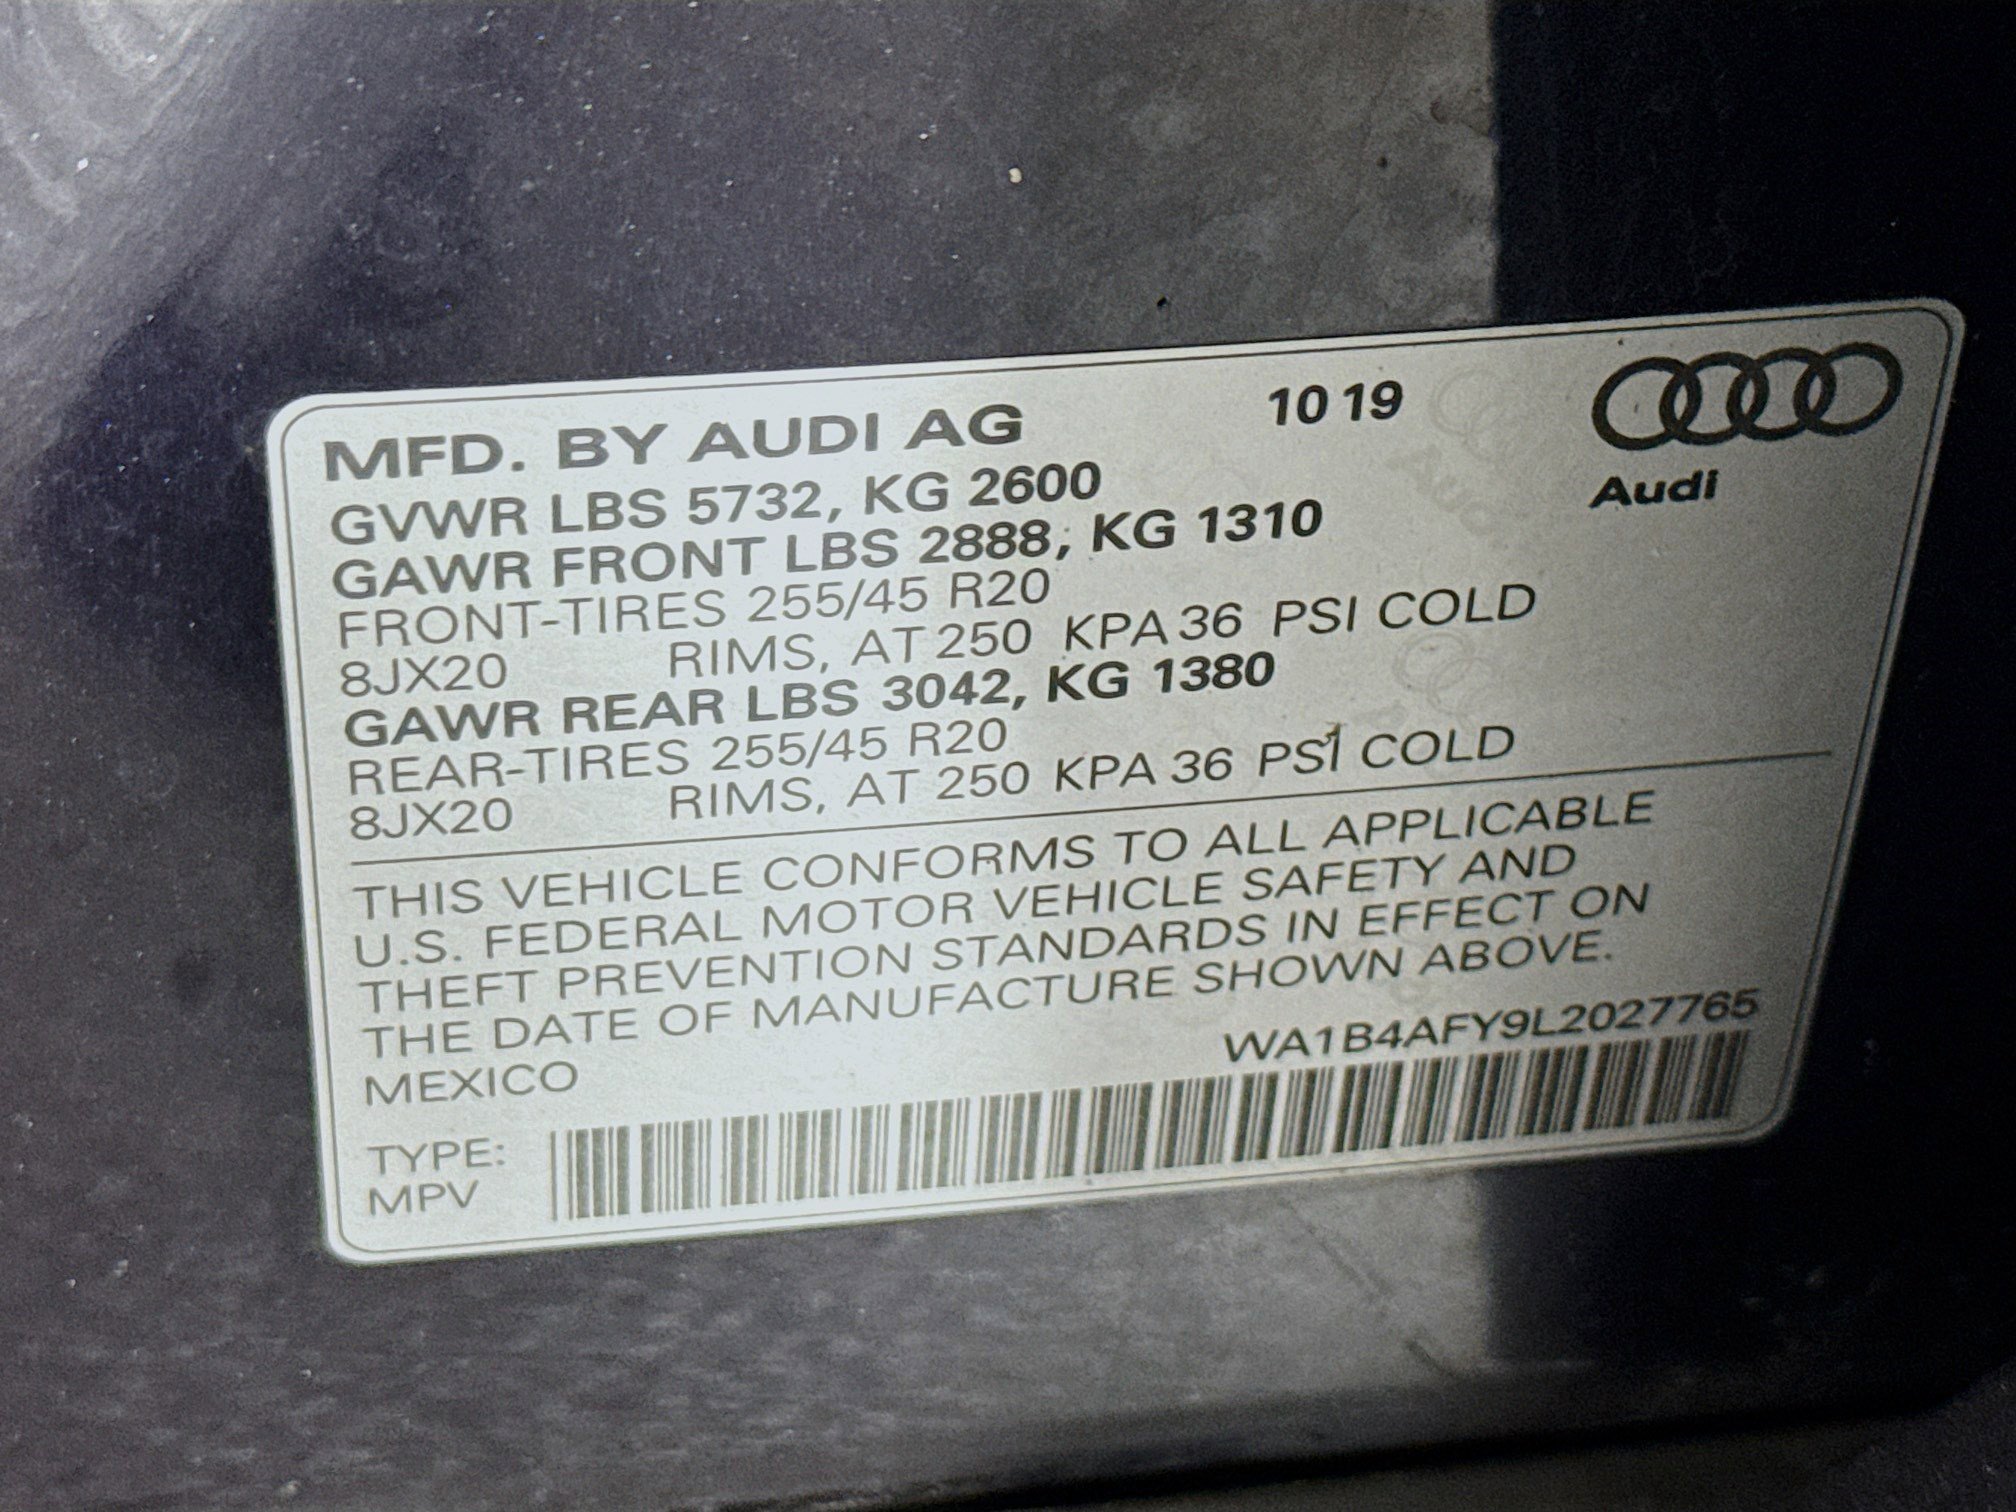 MFD. BY AUDI AG 10 19
Audi
GVWR LBS 5732, KG 2600
GAWR FRONT LBS 2888, KG 1310
FRONT-TIRES 255/45 R20
8JX20 RIMS, AT 250 KPA 36 PSI COLD
GAWR REAR LBS 3042, KG 1380
REAR-TIRES 255/45 R20
8JX20 RIMS, AT 250 KPA 36 PSI COLD
THIS VEHICLE CONFORMS TO ALL APPLICABLE
U.S. FEDERAL MOTOR VEHICLE SAFETY AND
THEFT PREVENTION STANDARDS IN EFFECT ON
THE DATE OF MANUFACTURE SHOWN ABOVE.
MEXICO WA1B4AFY9L2027765
TYPE:
MPV